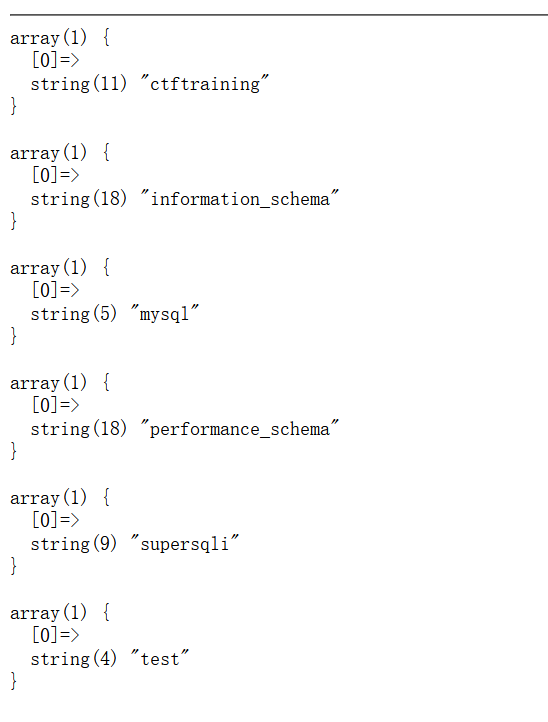 array(1) {
  [0]=>
  string(11) "ctftraining"
}
array(1) {
  [0]=>
  string(18) "information_schema"
}
array(1) {
  [0]=>
  string(5) "mysql"
}
array(1) {
  [0]=>
  string(18) "performance_schema"
}
array(1) {
  [0]=>
  string(9) "supersqli"
}
array(1) {
  [0]=>
  string(4) "test"
}